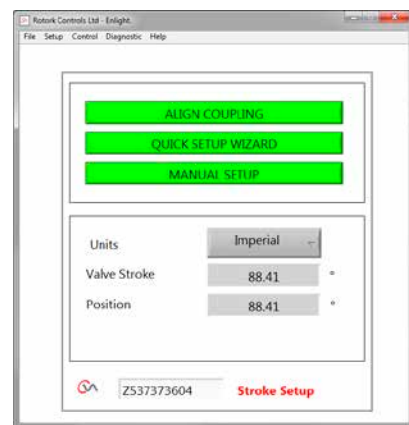 Rotork Controls Ltd - Enlight.
File Setup Control Diagnostic Help
ALIGN COUPLING
QUICK SETUP WIZARD
MANUAL SETUP
Units Imperial
Valve Stroke 88.41 °
Position 88.41 °
Z537373604 Stroke Setup